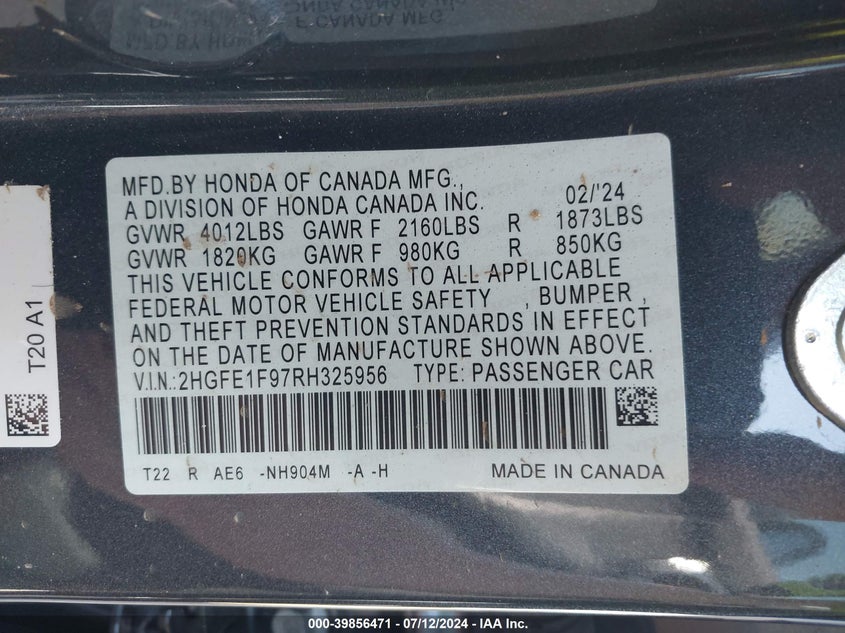 MFD.BY HONDA OF CANADA MFG.,
A DIVISION OF HONDA CANADA INC. 02/'24
GVWR 4012LBS GAWR F 2160LBS R 1873LBS
GVWR 1820KG GAWR F 980KG R 850KG
THIS VEHICLE CONFORMS TO ALL APPLICABLE
FEDERAL MOTOR VEHICLE SAFETY , BUMPER ,
AND THEFT PREVENTION STANDARDS IN EFFECT
ON THE DATE OF MANUFACTURE SHOWN ABOVE.
V.I.N.:2HGFE1F97RH325956 TYPE: PASSENGER CAR
T22 R AE6 -NH904M -A -H MADE IN CANADA
T20 A1
000-39856471 - 07/12/2024 - IAA Inc.